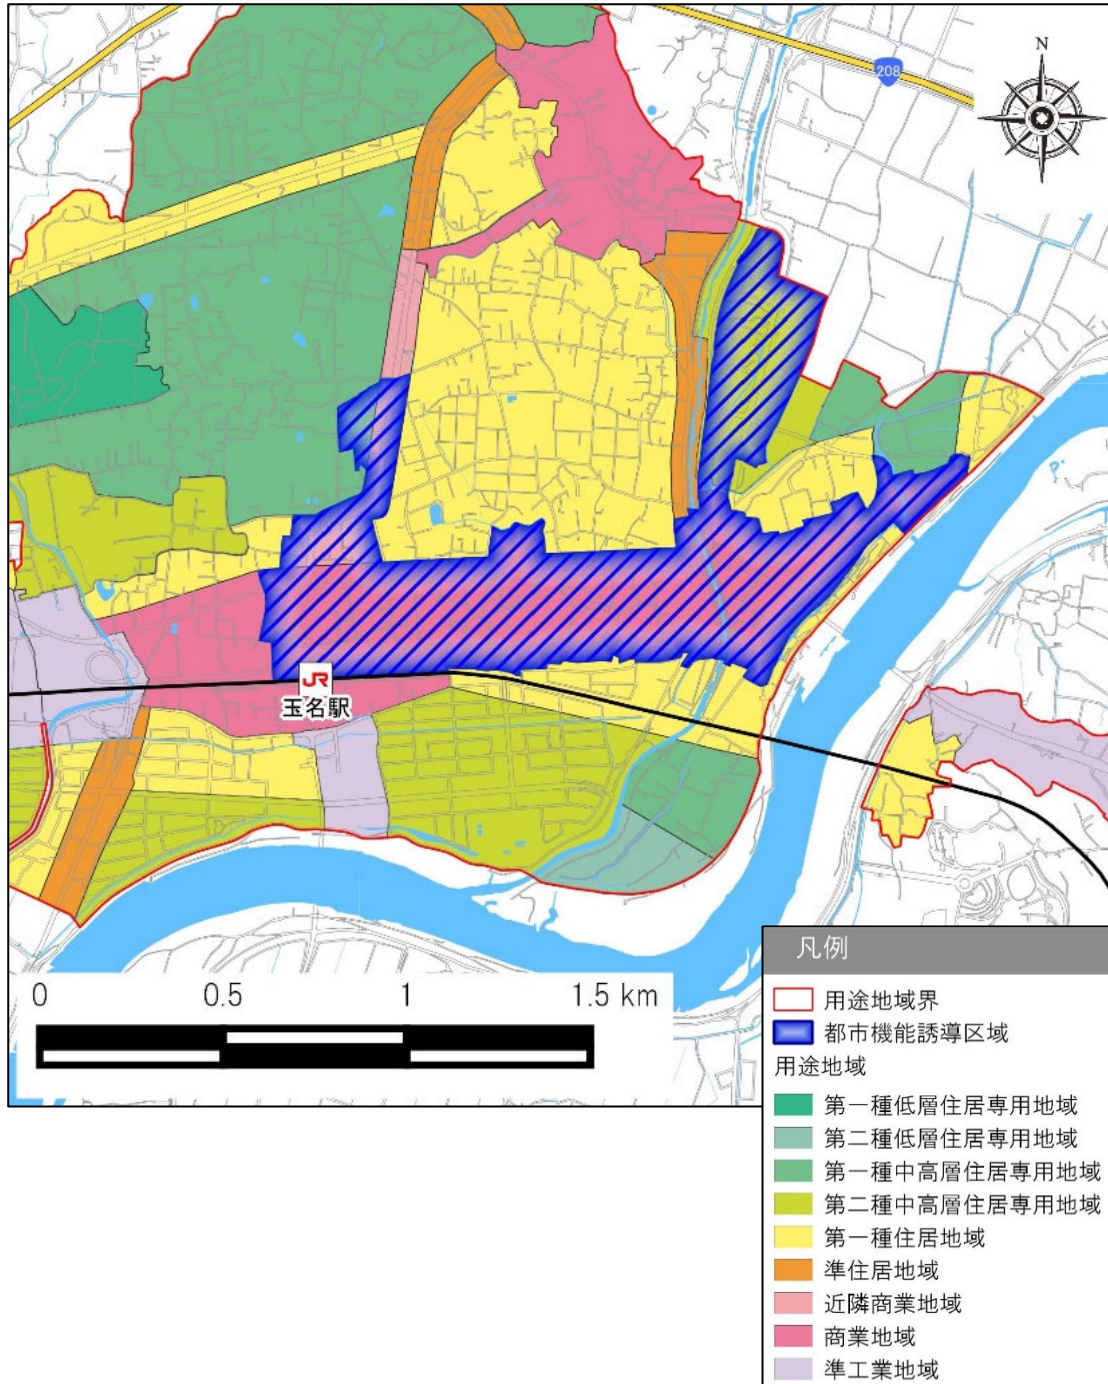 N
208
JR
玉名駅
0 0.5 1 1.5 km
凡例
用途地域界
都市機能誘導区域
用途地域
第一種低層住居専用地域
第二種低層住居専用地域
第一種中高層住居専用地域
第二種中高層住居専用地域
第一種住居地域
準住居地域
近隣商業地域
商業地域
準工業地域